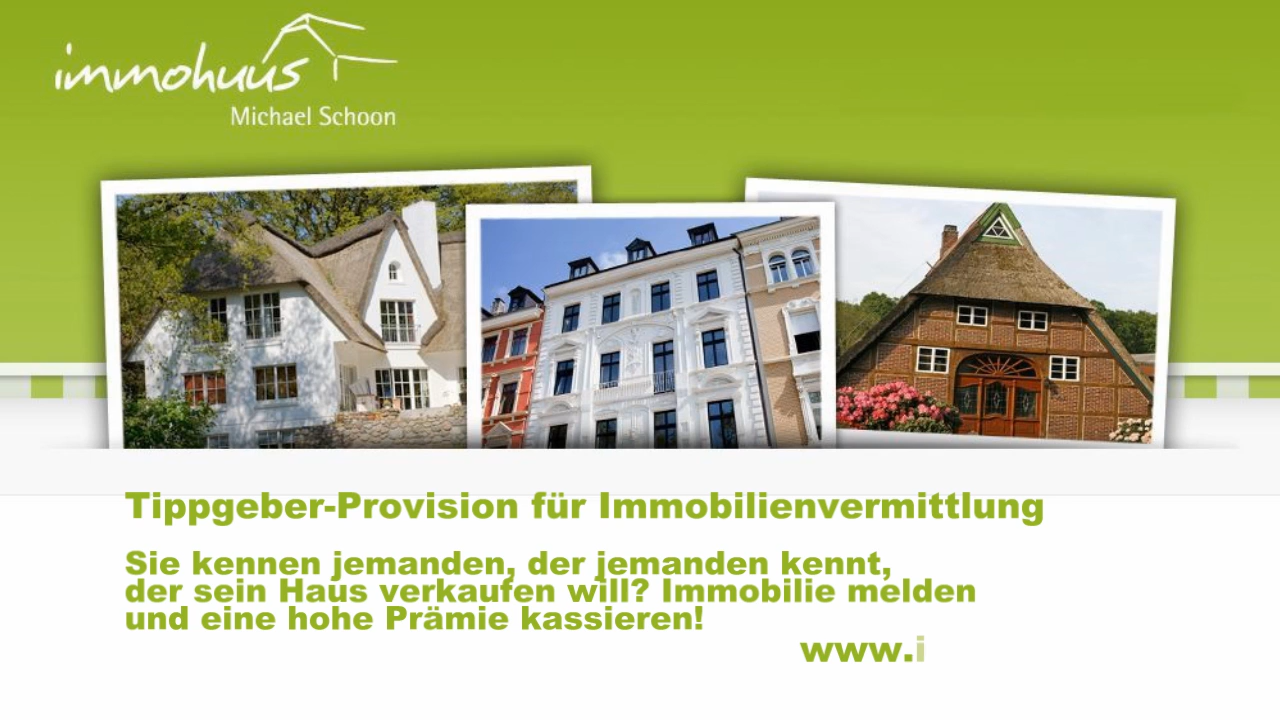 immohuus
Michael Schoon
Tippgeber-Provision für Immobilienvermittlung
Sie kennen jemanden, der jemanden kennt,
der sein Haus verkaufen will? Immobilie melden
und eine hohe Prämie kassieren!
www.i